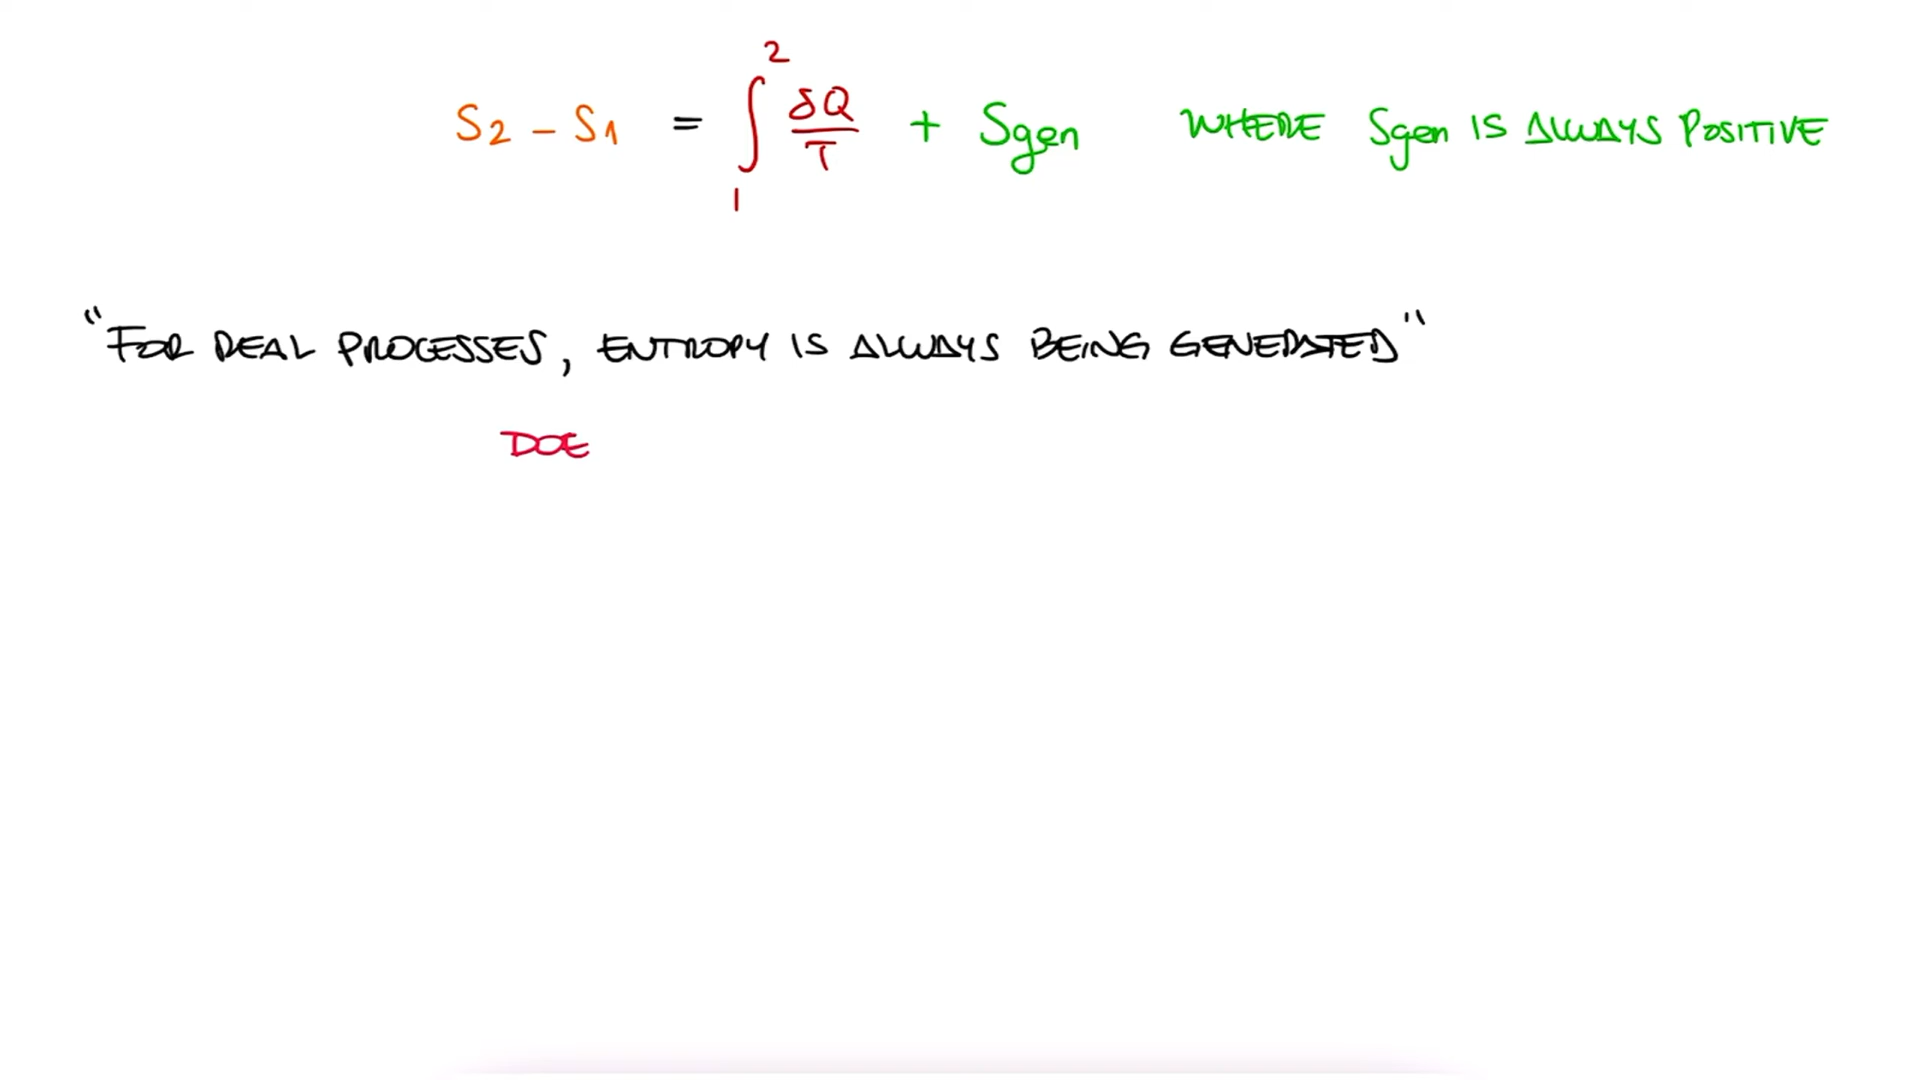 S2 - S1 = ∫₁² δQ/T + Sgen WHERE Sgen IS ALWAYS POSITIVE
"FOR REAL PROCESSES, ENTROPY IS ALWAYS BEING GENERATED"
DOE